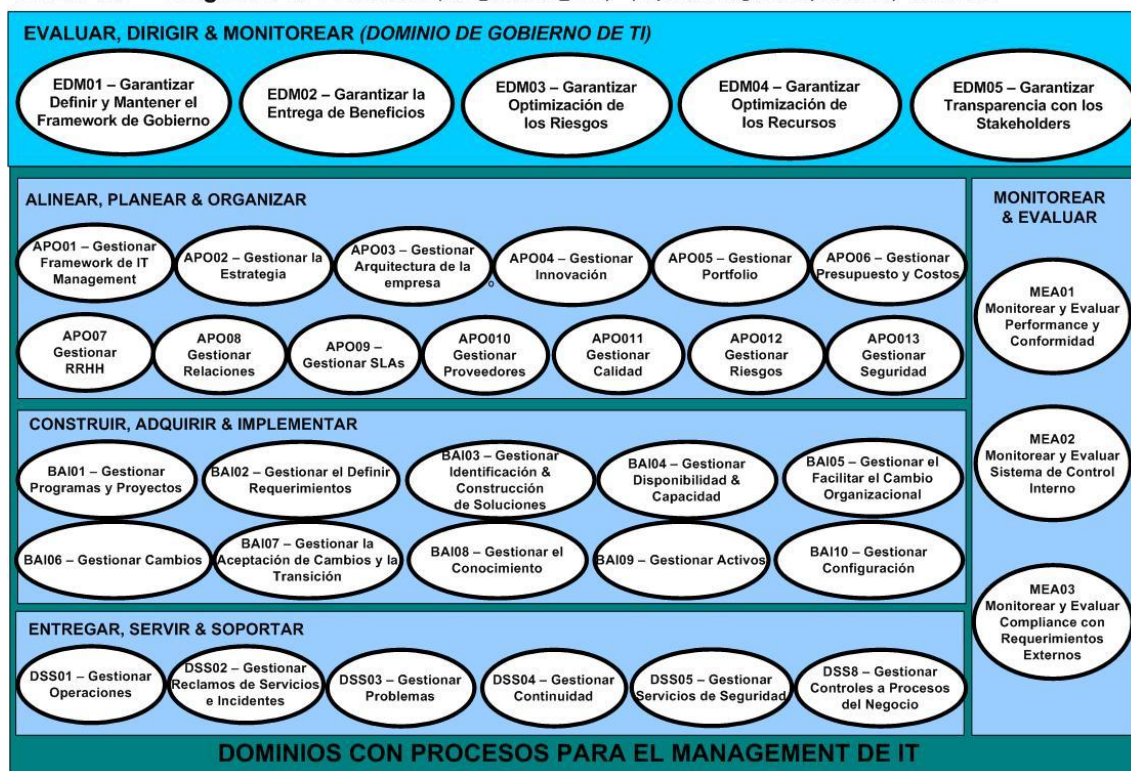 EVALUAR, DIRIGIR & MONITOREAR (DOMINIO DE GOBIERNO DE TI)
EDM01 – Garantizar
Definir y Mantener el
Framework de Gobierno
EDM02 – Garantizar la
Entrega de Beneficios
EDM03 – Garantizar
Optimización de
los Riesgos
EDM04 – Garantizar
Optimización de
los Recursos
EDM05 – Garantizar
Transparencia con los
Stakeholders
ALINEAR, PLANEAR & ORGANIZAR
APO01 – Gestionar
Framework de IT
Management
APO02 – Gestionar la
Estrategia
APO03 – Gestionar
Arquitectura de la
empresa
APO04 – Gestionar
Innovación
APO05 – Gestionar
Portfolio
APO06 – Gestionar
Presupuesto y Costos
APO07
Gestionar
RRHH
APO08
Gestionar
Relaciones
APO09 –
Gestionar SLAs
APO010
Gestionar
Proveedores
APO011
Gestionar
Calidad
APO012
Gestionar
Riesgos
APO013
Gestionar
Seguridad
CONSTRUIR, ADQUIRIR & IMPLEMENTAR
BAI01 – Gestionar
Programas y Proyectos
BAI02 – Gestionar el Definir
Requerimientos
BAI03 – Gestionar
Identificación &
Construcción
de Soluciones
BAI04 – Gestionar
Disponibilidad &
Capacidad
BAI05 – Gestionar el
Facilitar el Cambio
Organizacional
BAI06 – Gestionar Cambios
BAI07 – Gestionar la
Aceptación de Cambios y la
Transición
BAI08 – Gestionar el
Conocimiento
BAI09 – Gestionar Activos
BAI10 – Gestionar
Configuración
ENTREGAR, SERVIR & SOPORTAR
DSS01 – Gestionar
Operaciones
DSS02 – Gestionar
Reclamos de Servicios
e Incidentes
DSS03 – Gestionar
Problemas
DSS04 – Gestionar
Continuidad
DSS05 – Gestionar
Servicios de Seguridad
DSS8 – Gestionar
Controles a Procesos
del Negocio
MONITOREAR
& EVALUAR
MEA01
Monitorear y Evaluar
Performance y
Conformidad
MEA02
Monitorear y Evaluar
Sistema de Control
Interno
MEA03
Monitorear y Evaluar
Compliance con
Requerimientos
Externos
DOMINIOS CON PROCESOS PARA EL MANAGEMENT DE IT